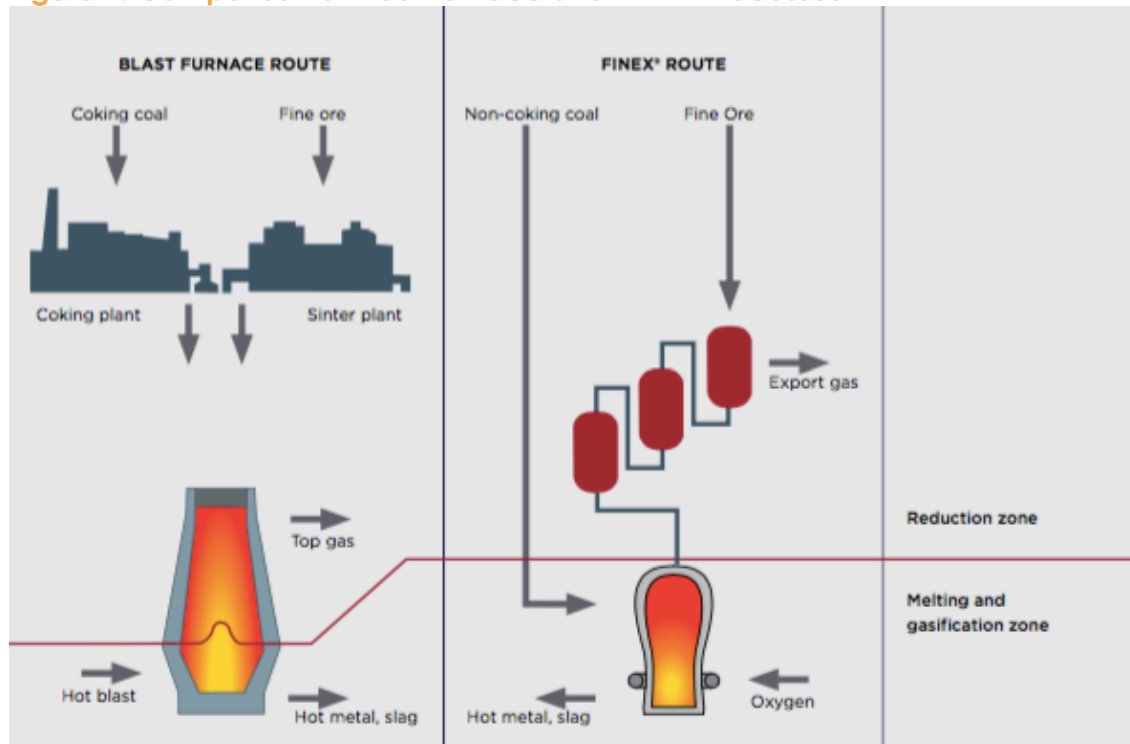 BLAST FURNACE ROUTE
Coking coal
Fine ore
Coking plant
Sinter plant
Top gas
Hot blast
Hot metal, slag
FINEX® ROUTE
Non-coking coal
Fine Ore
Export gas
Hot metal, slag
Oxygen
Reduction zone
Melting and
gasification zone